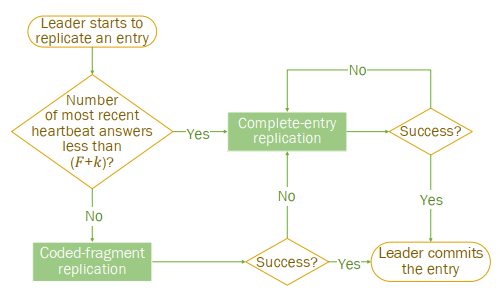 Leader starts to
replicate an entry
Number
of most recent
heartbeat answers
less than
(F+k)?
Yes
Complete-entry
replication
No
Success?
Yes
No
No
Coded-fragment
replication
Success?
Yes
Leader commits
the entry